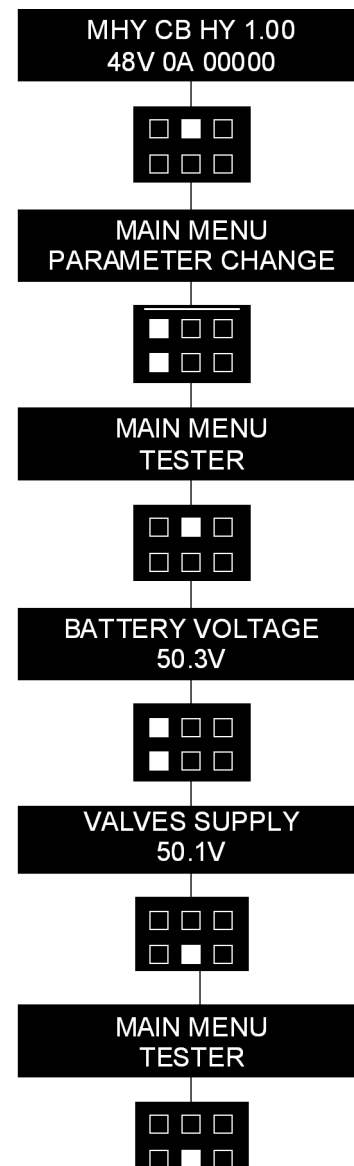 MHY CB HY 1.00
48V 0A 00000
MAIN MENU
PARAMETER CHANGE
MAIN MENU
TESTER
BATTERY VOLTAGE
50.3V
VALVES SUPPLY
50.1V
MAIN MENU
TESTER